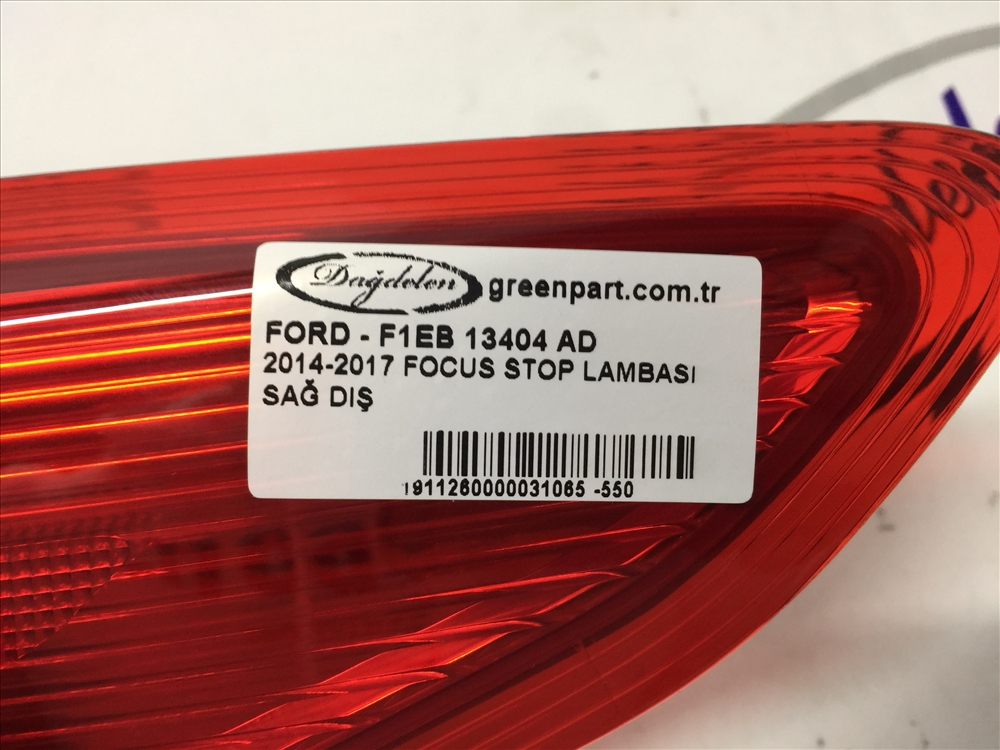 Dağdelen
greenpart.com.tr
FORD - F1EB 13404 AD
2014-2017 FOCUS STOP LAMBASI
SAĞ DIŞ
1911260000031065 -550